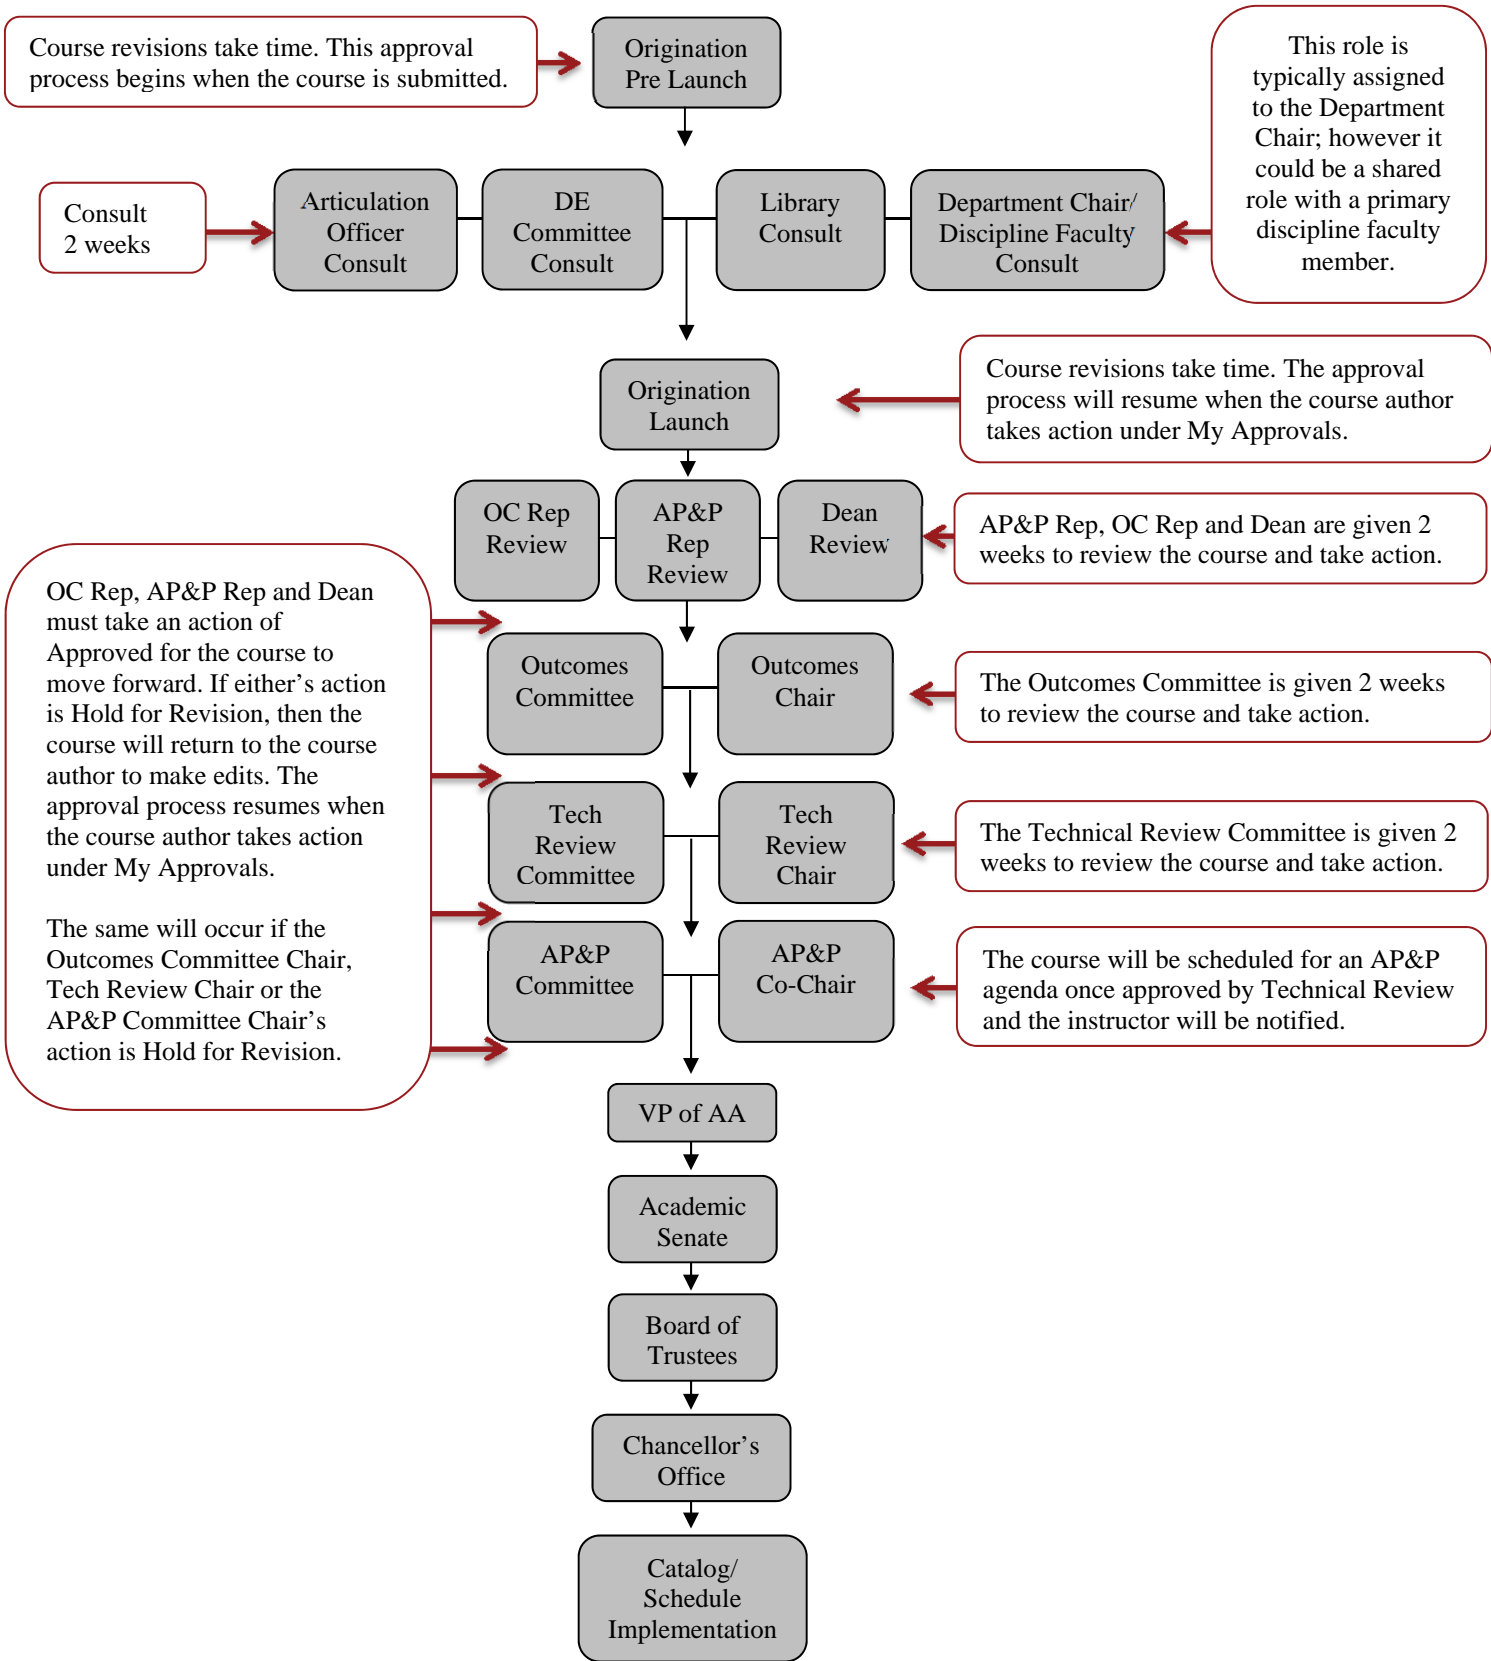 Course revisions take time. This approval
process begins when the course is submitted.
Origination
Pre Launch
This role is
typically assigned
to the Department
Chair; however it
could be a shared
role with a primary
discipline faculty
member.
Consult
2 weeks
Articulation
Officer
Consult
DE
Committee
Consult
Library
Consult
Department Chair/
Discipline Faculty
Consult
Origination
Launch
Course revisions take time. The approval
process will resume when the course author
takes action under My Approvals.
OC Rep
Review
AP&P
Rep
Review
Dean
Review
AP&P Rep, OC Rep and Dean are given 2
weeks to review the course and take action.
OC Rep, AP&P Rep and Dean
must take an action of
Approved for the course to
move forward. If either’s action
is Hold for Revision, then the
course will return to the course
author to make edits. The
approval process resumes when
the course author takes action
under My Approvals.
The same will occur if the
Outcomes Committee Chair,
Tech Review Chair or the
AP&P Committee Chair’s
action is Hold for Revision.
Outcomes
Committee
Outcomes
Chair
The Outcomes Committee is given 2 weeks
to review the course and take action.
Tech
Review
Committee
Tech
Review
Chair
The Technical Review Committee is given 2
weeks to review the course and take action.
AP&P
Committee
AP&P
Co-Chair
The course will be scheduled for an AP&P
agenda once approved by Technical Review
and the instructor will be notified.
VP of AA
Academic
Senate
Board of
Trustees
Chancellor’s
Office
Catalog/
Schedule
Implementation